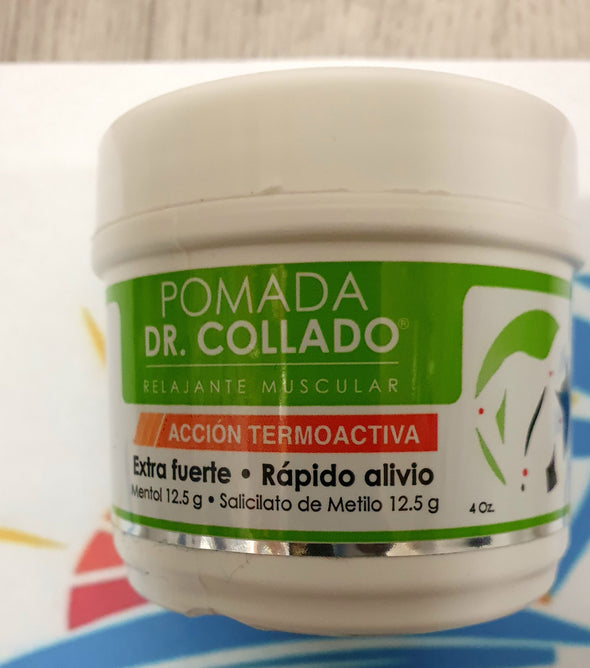 POMADA
DR. COLLADO®
RELAJANTE MUSCULAR
ACCIÓN TERMOACTIVA
Extra fuerte • Rápido alivio
Mentol 12.5 g • Salicilato de Metilo 12.5 g
4 Oz.